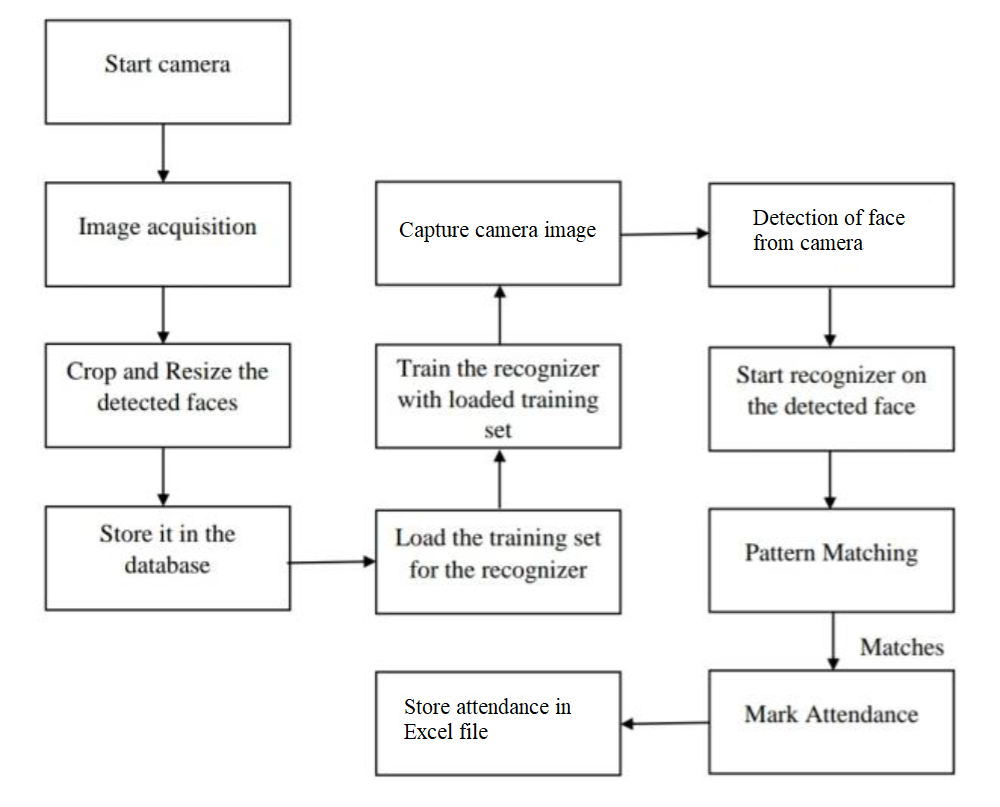 Start camera
Image acquisition
Crop and Resize the
detected faces
Store it in the
database
Load the training set
for the recognizer
Train the recognizer
with loaded training
set
Capture camera image
Detection of face
from camera
Start recognizer on
the detected face
Pattern Matching
Matches
Mark Attendance
Store attendance in
Excel file